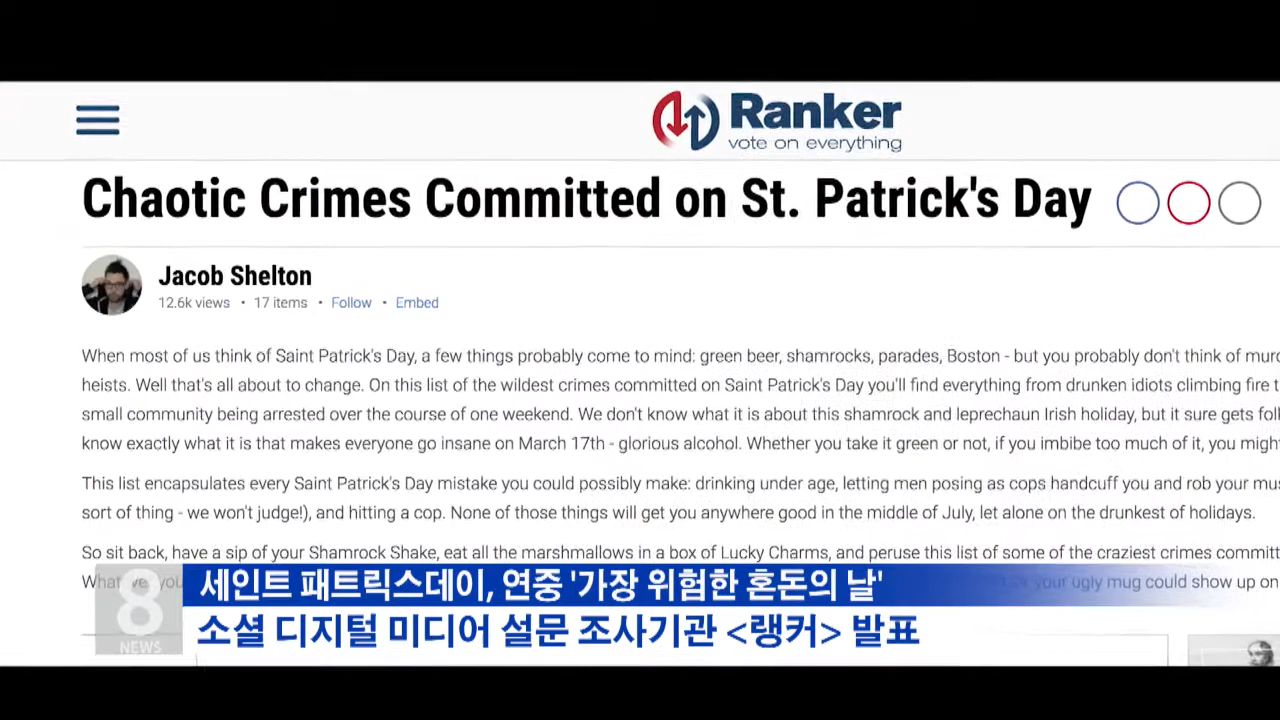 Ranker
vote on everything
Chaotic Crimes Committed on St. Patrick's Day
Jacob Shelton
12.6k views • 17 items • Follow • Embed
When most of us think of Saint Patrick's Day, a few things probably come to mind: green beer, shamrocks, parades, Boston - but you probably don't think of
heists. Well that's all about to change. On this list of the wildest crimes committed on Saint Patrick's Day you'll find everything from drunken idiots climbing fire
small community being arrested over the course of one weekend. We don't know what it is about this shamrock and leprechaun Irish holiday, but it sure gets
know exactly what it is that makes everyone go insane on March 17th - glorious alcohol. Whether you take it green or not, if you imbibe too much of it, you
This list encapsulates every Saint Patrick's Day mistake you could possibly make: drinking under age, letting men posing as cops handcuff you and rob your
sort of thing - we won't judge!), and hitting a cop. None of those things will get you anywhere good in the middle of July, let alone on the drunkest of holidays.
So sit back, have a sip of your Shamrock Shake, eat all the marshmallows in a box of Lucky Charms, and peruse this list of some of the craziest crimes
your ugly mug could show up on
8 세인트 패트릭스데이, 연중 '가장 위험한 혼돈의 날'
NEWS 소셜 디지털 미디어 설문 조사기관 <랭커> 발표